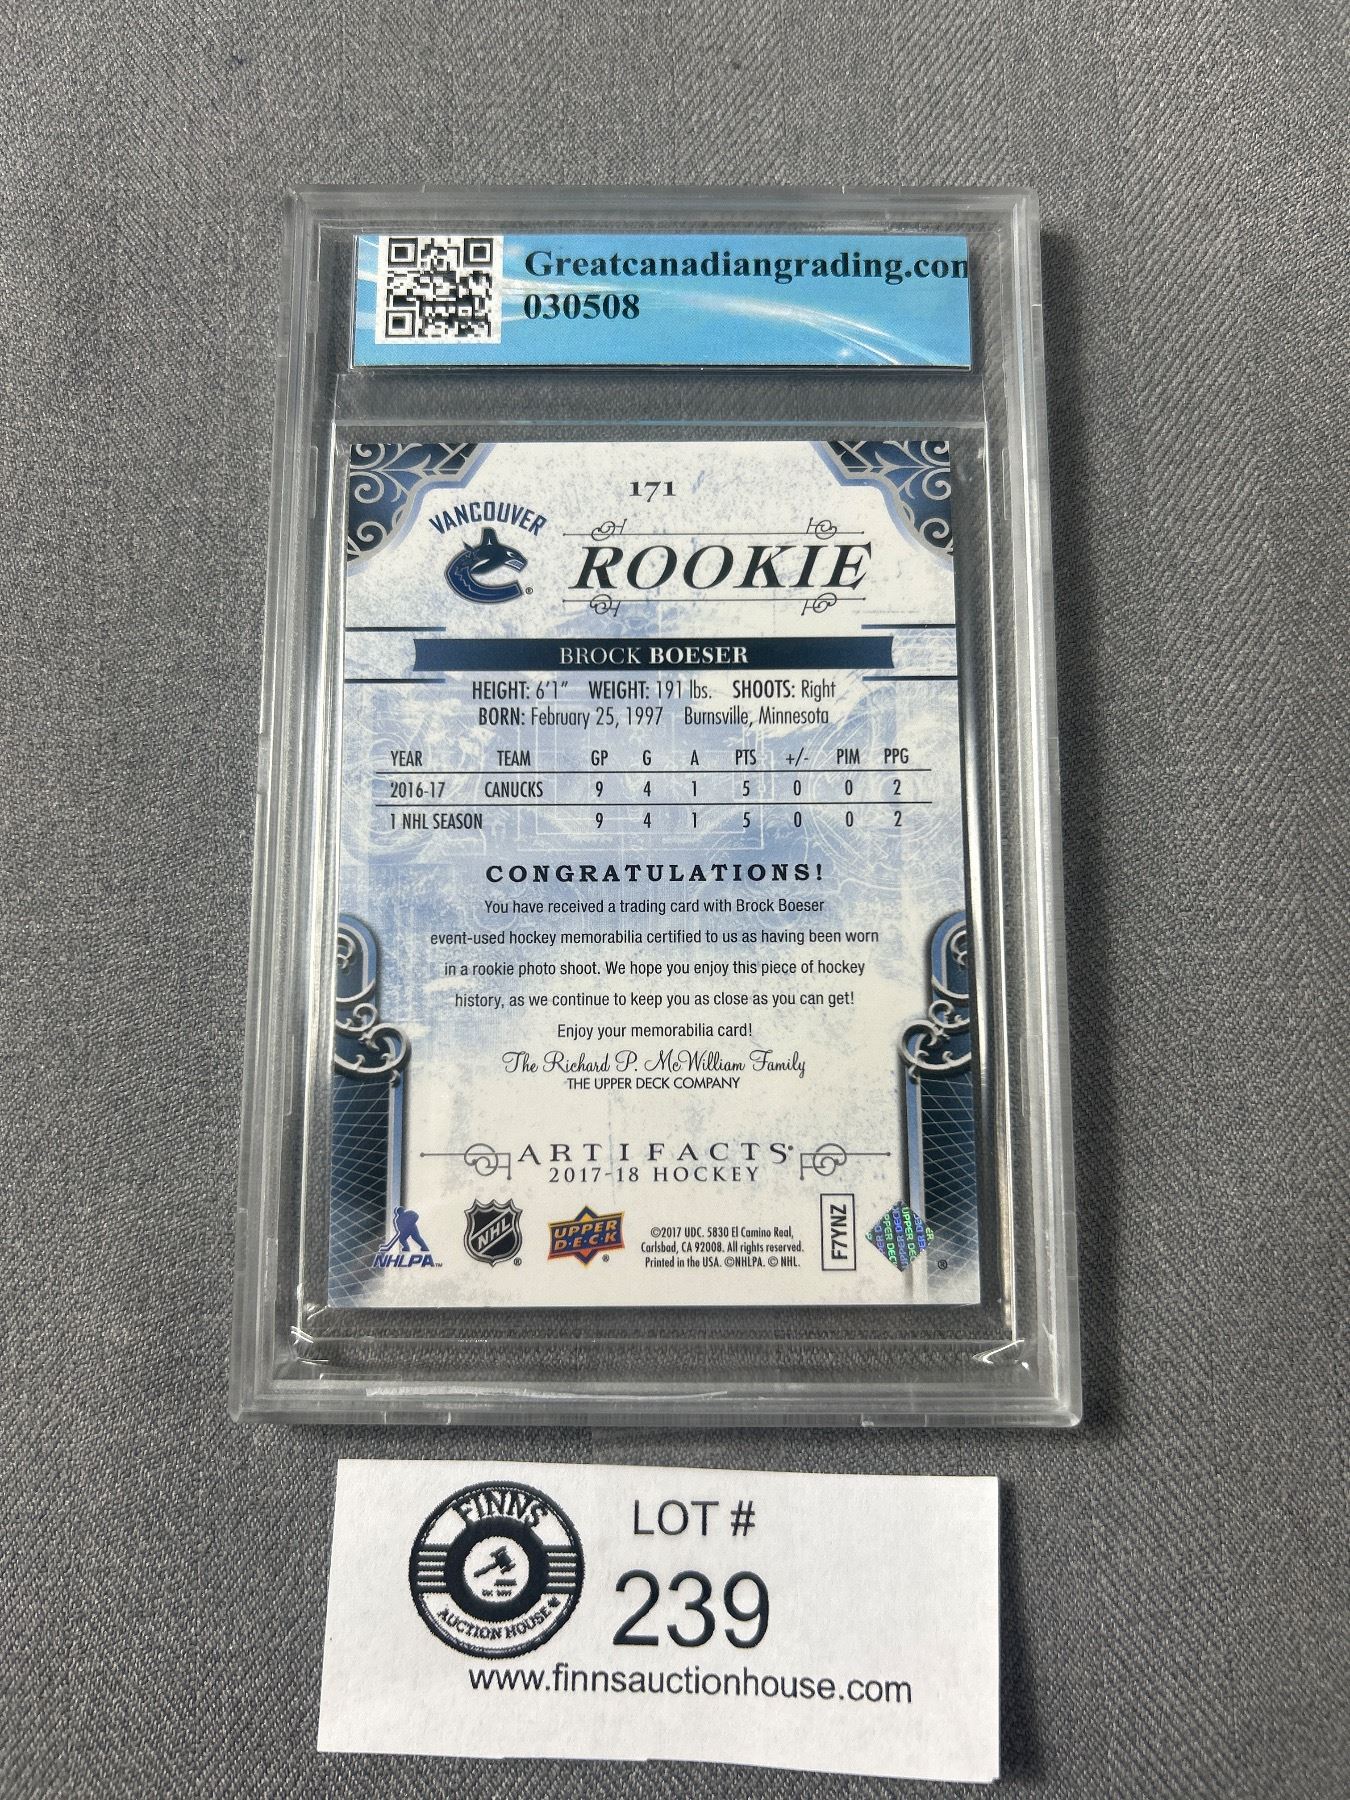 Greatcanadiangrading.com
030508
171
VANCOUVER
ROOKIE
BROCK BOESER
HEIGHT: 6'1" WEIGHT: 191 lbs. SHOOTS: Right
BORN: February 25, 1997 Burnsville, Minnesota
YEAR TEAM GP G A PTS +/- PIM PPG
2016-17 CANUCKS 9 4 1 5 0 0 2
1 NHL SEASON 9 4 1 5 0 0 2
CONGRATULATIONS!
You have received a trading card with Brock Boeser
event-used hockey memorabilia certified to us as having been worn
in a rookie photo shoot. We hope you enjoy this piece of hockey
history, as we continue to keep you as close as you can get!
Enjoy your memorabilia card!
The Richard P. McWilliam Family
THE UPPER DECK COMPANY
ARTIFACTS
2017-18 HOCKEY
NHLPA™
NHL®
UPPER DECK®
©2017 UDC. 5830 El Camino Real,
Carlsbad, CA 92008. All rights reserved.
Printed in the USA. ©NHLPA. © NHL.
F7YNZ
UPPER DECK
®
FINNS
AUCTION HOUSE
LOT #
239
www.finnsauctionhouse.com